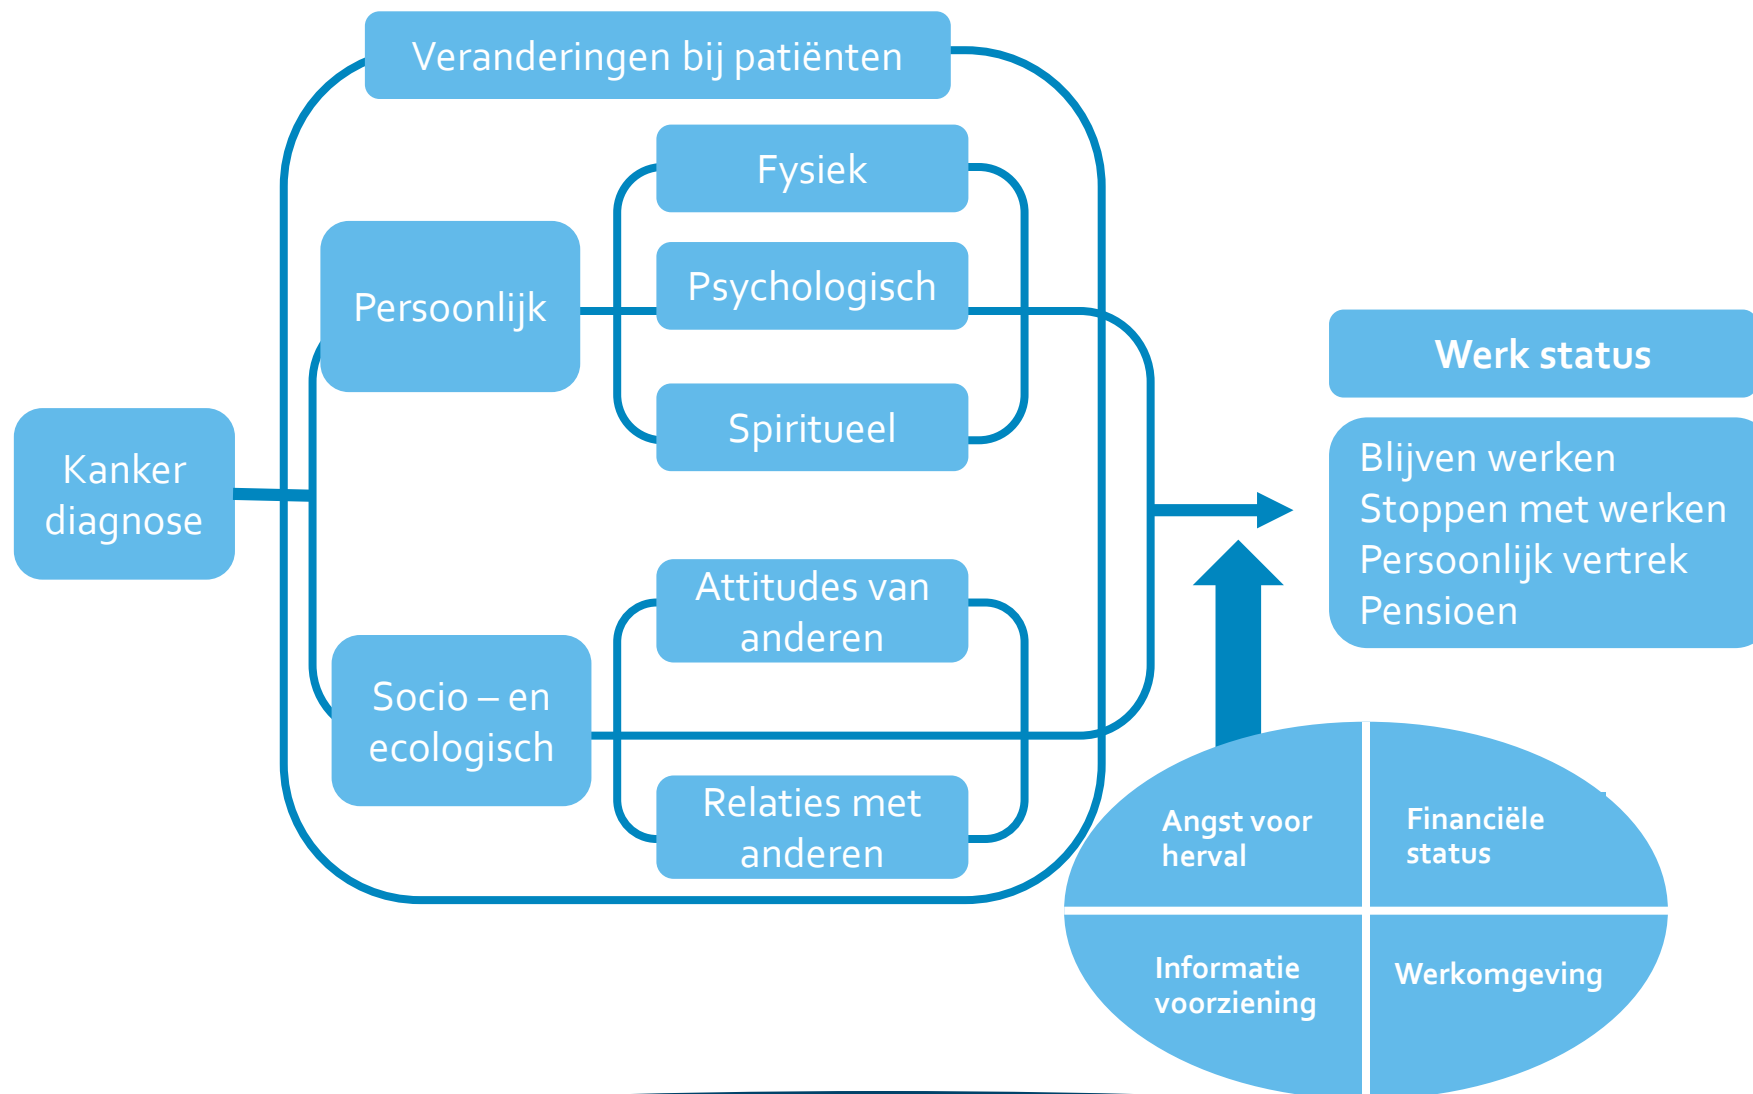 Veranderingen bij patiënten
Fysiek
Psychologisch
Persoonlijk
Spiritueel
Kanker
diagnose
Attitudes van
anderen
Socio – en
ecologisch
Relaties met
anderen
Werk status
Blijven werken
Stoppen met werken
Persoonlijk vertrek
Pensioen
Angst voor
herval
Financiële
status
Informatie
voorziening
Werkomgeving